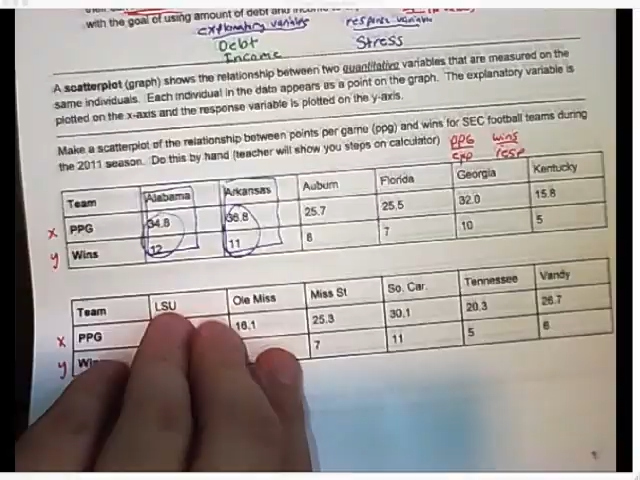 with the goal of using amount of debt and
explanatory variables response variable
Debt Stress
Income
A scatterplot (graph) shows the relationship between two quantitative variables that are measured on the
same individuals. Each individual in the data appears as a point on the graph. The explanatory variable is
plotted on the x-axis and the response variable is plotted on the y-axis.
Make a scatterplot of the relationship between points per game (ppg) and wins for SEC football teams during
the 2011 season. Do this by hand (teacher will show you steps on calculator)
PPG wins
exp resp
Team Alabama Arkansas Auburn Florida Georgia Kentucky
x PPG 34.8 36.8 25.7 25.5 32.0 15.8
y Wins 12 11 8 7 10 5
Team LSU Ole Miss Miss St So. Car. Tennessee Vandy
x PPG 16.1 25.3 30.1 20.3 26.7
y 7 11 5 6